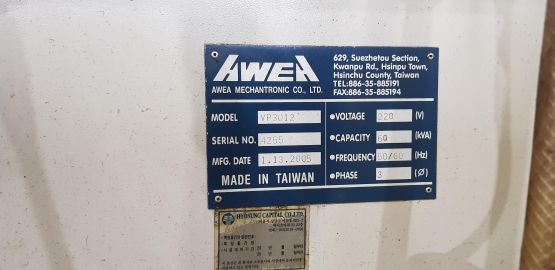 AWEA
AWEA MECHANTRONIC CO., LTD.
629, Suezhetou Section,
Kwanpu Rd., Hsinpu Town,
Hsinchu County, Taiwan
TEL:886-35-885191
FAX:886-35-885194
MODEL VP3012
SERIAL NO. 4255
MFG. DATE 1.13.2005
MADE IN TAIWAN
●VOLTAGE 220 (V)
●CAPACITY 60 (kVA)
●FREQUENCY 50/60 (Hz)
●PHASE 3 (Ø)
HYOSUNG CAPITAL CO.,LTD.